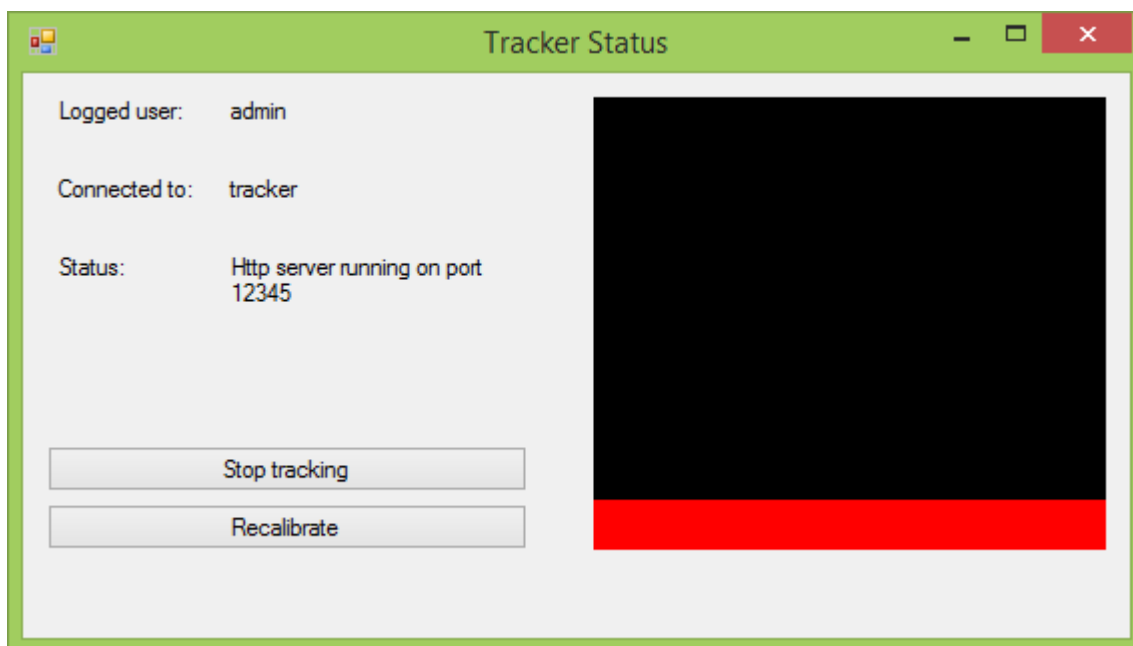 Tracker Status
Logged user: admin
Connected to: tracker
Status: Http server running on port
12345
Stop tracking
Recalibrate